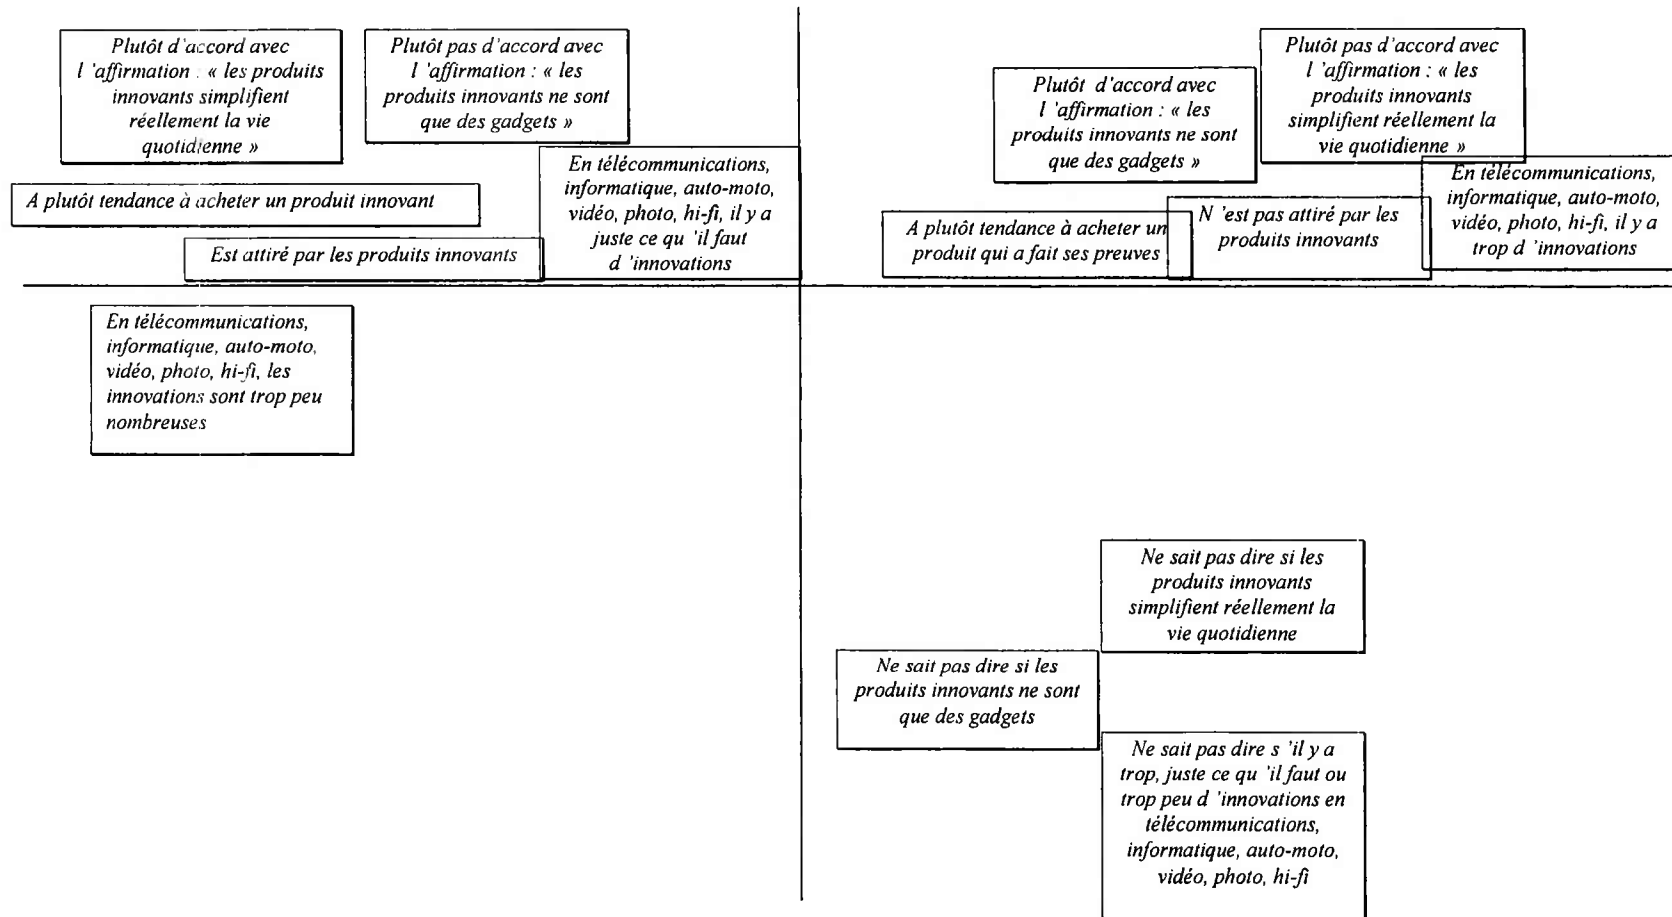 Plutôt d'accord avec
l 'affirmation : « les produits
innovants simplifient
réellement la vie
quotidienne »
Plutôt pas d'accord avec
l 'affirmation : « les
produits innovants ne sont
que des gadgets »
En télécommunications,
informatique, auto-moto,
vidéo, photo, hi-fi, il y a
juste ce qu 'il faut
d 'innovations
A plutôt tendance à acheter un produit innovant
Est attiré par les produits innovants
Plutôt d'accord avec
l 'affirmation : « les
produits innovants ne sont
que des gadgets »
Plutôt pas d'accord avec
l 'affirmation : « les
produits innovants
simplifient réellement la
vie quotidienne »
A plutôt tendance à acheter un
produit qui a fait ses preuves
N 'est pas attiré par les
produits innovants
En télécommunications,
informatique, auto-moto,
vidéo, photo, hi-fi, il y a
trop d 'innovations
En télécommunications,
informatique, auto-moto,
vidéo, photo, hi-fi, les
innovations sont trop peu
nombreuses
Ne sait pas dire si les
produits innovants
simplifient réellement la
vie quotidienne
Ne sait pas dire si les
produits innovants ne sont
que des gadgets
Ne sait pas dire s 'il y a
trop, juste ce qu 'il faut ou
trop peu d 'innovations en
télécommunications,
informatique, auto-moto,
vidéo, photo, hi-fi